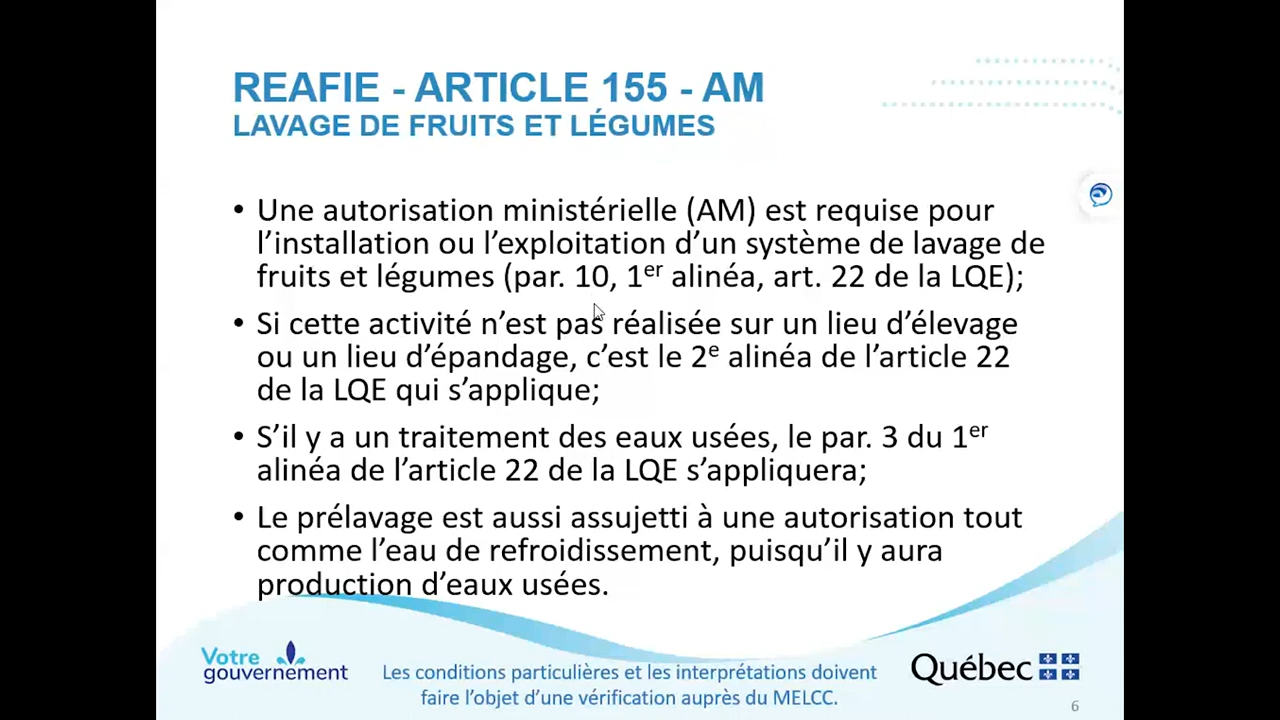 REAFIE - ARTICLE 155 - AM
LAVAGE DE FRUITS ET LÉGUMES
• Une autorisation ministérielle (AM) est requise pour
l’installation ou l’exploitation d’un système de lavage de
fruits et légumes (par. 10, 1er alinéa, art. 22 de la LQE);
• Si cette activité n’est pas réalisée sur un lieu d’élevage
ou un lieu d’épandage, c’est le 2e alinéa de l’article 22
de la LQE qui s’applique;
• S’il y a un traitement des eaux usées, le par. 3 du 1er
alinéa de l’article 22 de la LQE s’appliquera;
• Le prélavage est aussi assujetti à une autorisation tout
comme l’eau de refroidissement, puisqu’il y aura
production d’eaux usées.
Votre
gouvernement
Les conditions particulières et les interprétations doivent
faire l’objet d’une vérification auprès du MELCC.
Québec
6